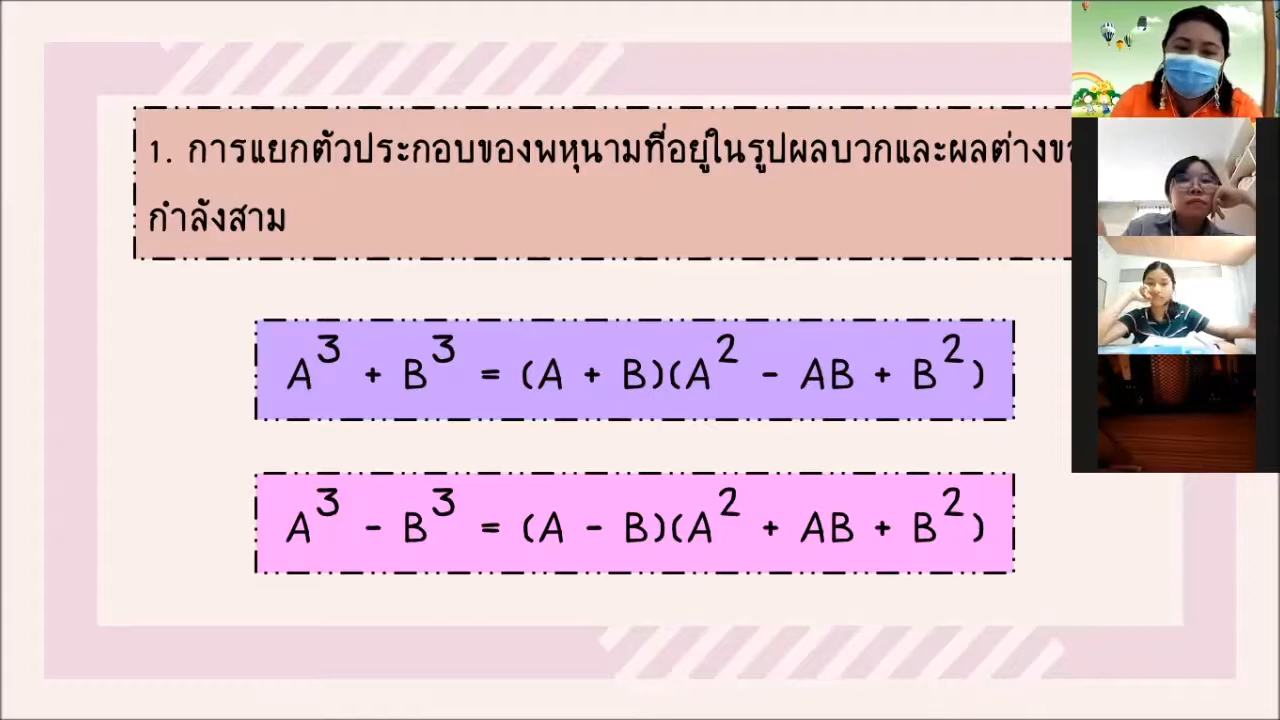 1. การแยกตัวประกอบของพหุนามที่อยู่ในรูปผลบวกและผลต่าง
กำลังสาม
A³ + B³ = (A + B)(A² - AB + B²)
A³ - B³ = (A - B)(A² + AB + B²)